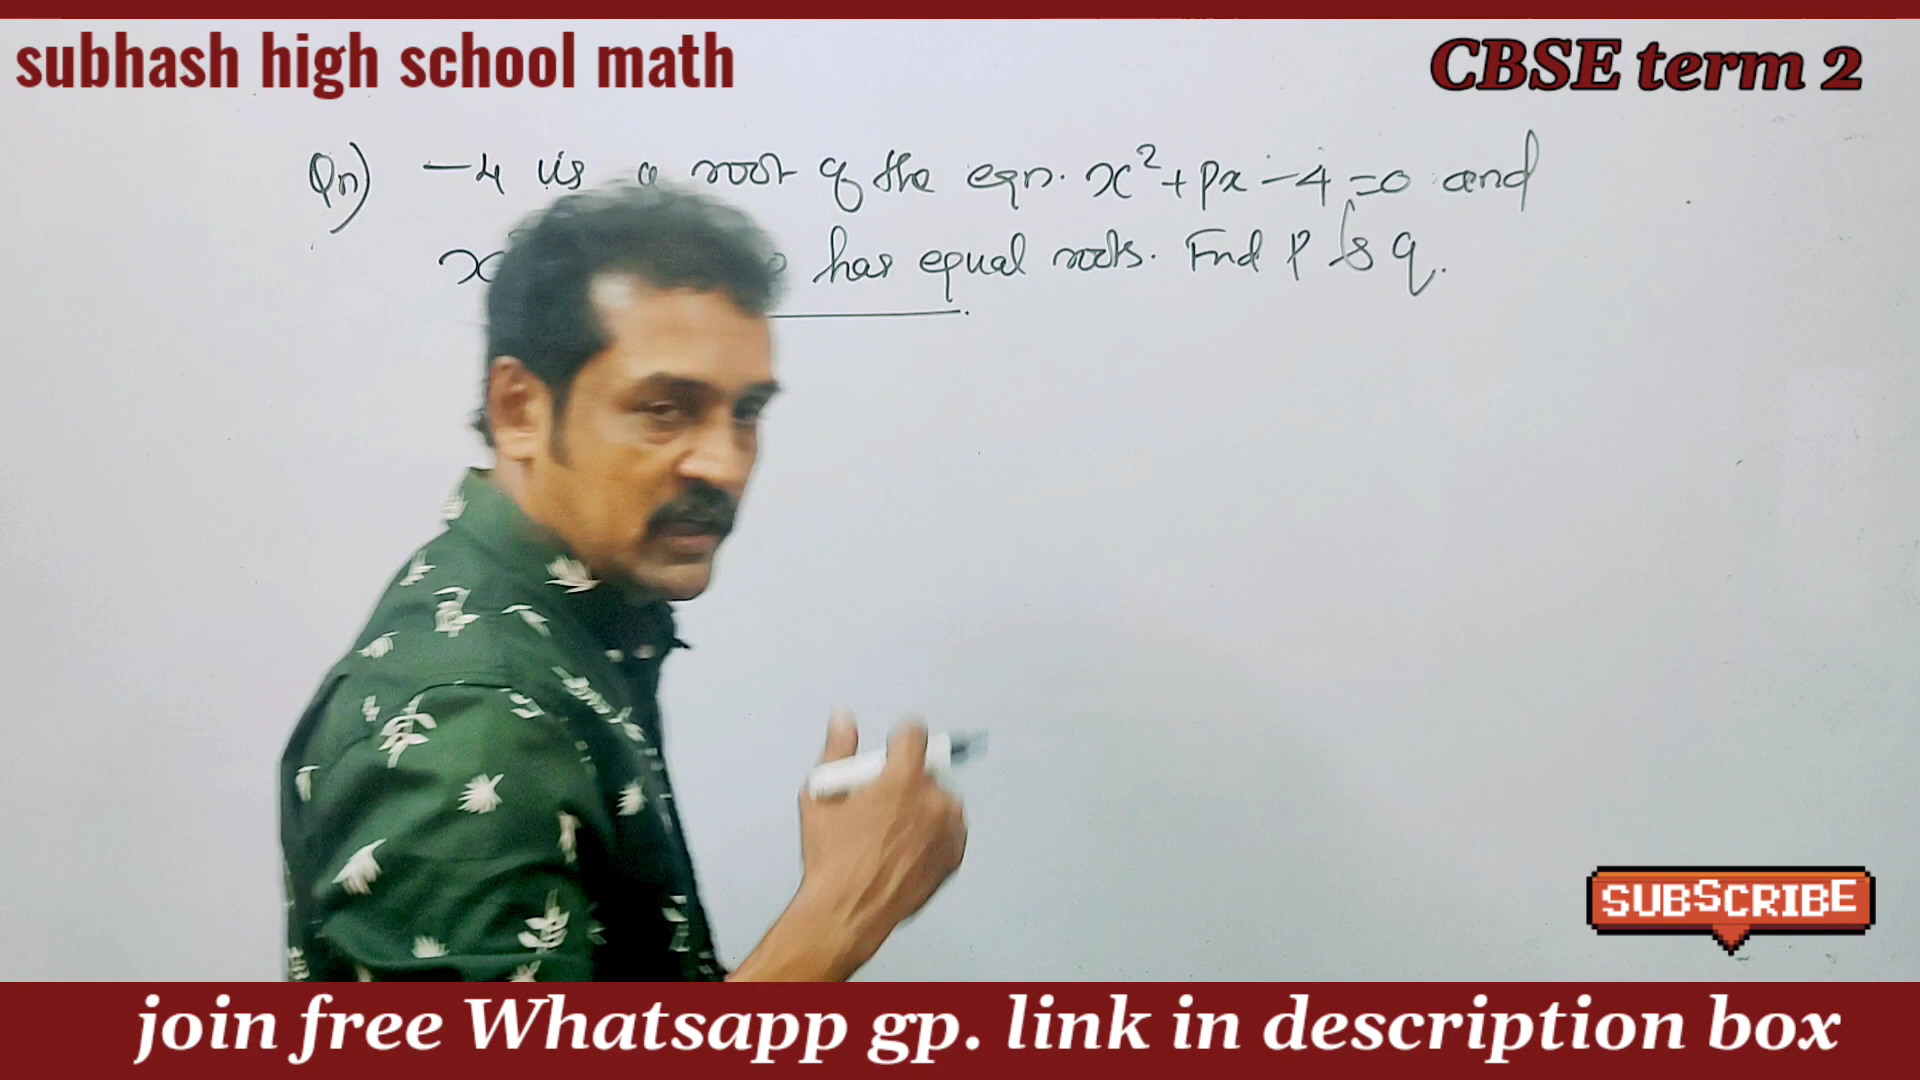 subhash high school math
CBSE term 2
Qn) -4 is a root of the eqn. x²+px-4=0 and
x has equal roots. Find P & q.
SUBSCRIBE
join free Whatsapp gp. link in description box